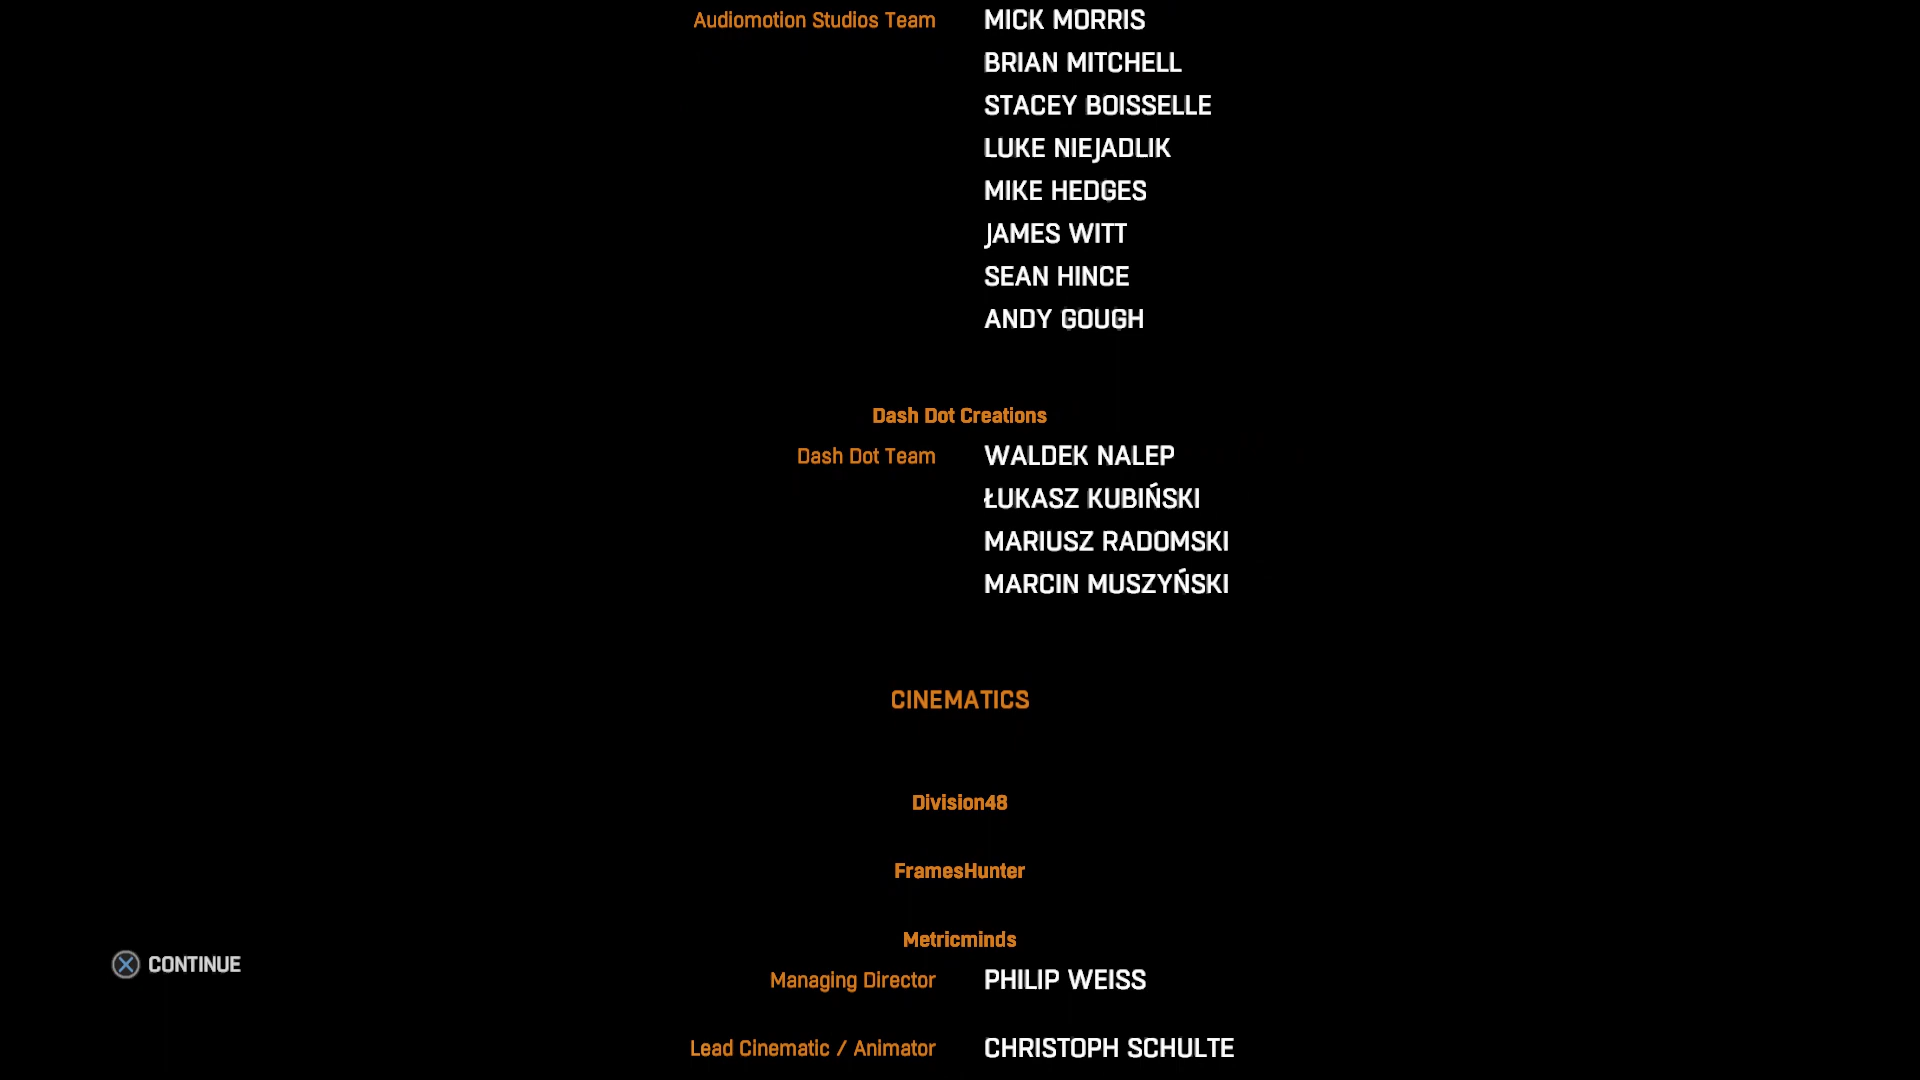 Audiomotion Studios Team MICK MORRIS
BRIAN MITCHELL
STACEY BOISSELLE
LUKE NIEJADLIK
MIKE HEDGES
JAMES WITT
SEAN HINCE
ANDY GOUGH
Dash Dot Creations
Dash Dot Team WALDEK NALEP
ŁUKASZ KUBIŃSKI
MARIUSZ RADOMSKI
MARCIN MUSZYŃSKI
CINEMATICS
Division48
FramesHunter
Metricminds
CONTINUE
Managing Director PHILIP WEISS
Lead Cinematic / Animator CHRISTOPH SCHULTE